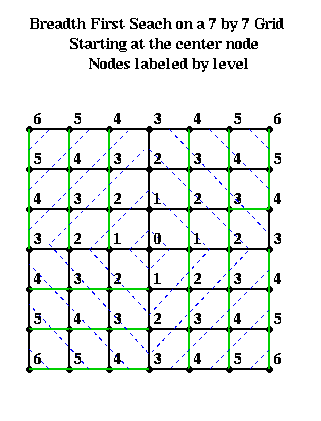 Breadth First Seach on a 7 by 7 Grid
Starting at the center node
Nodes labeled by level
6 5 4 3 4 5 6
5 4 3 2 3 4 5
4 3 2 1 2 3 4
3 2 1 0 1 2 3
4 3 2 1 2 3 4
5 4 3 2 3 4 5
6 5 4 3 4 5 6